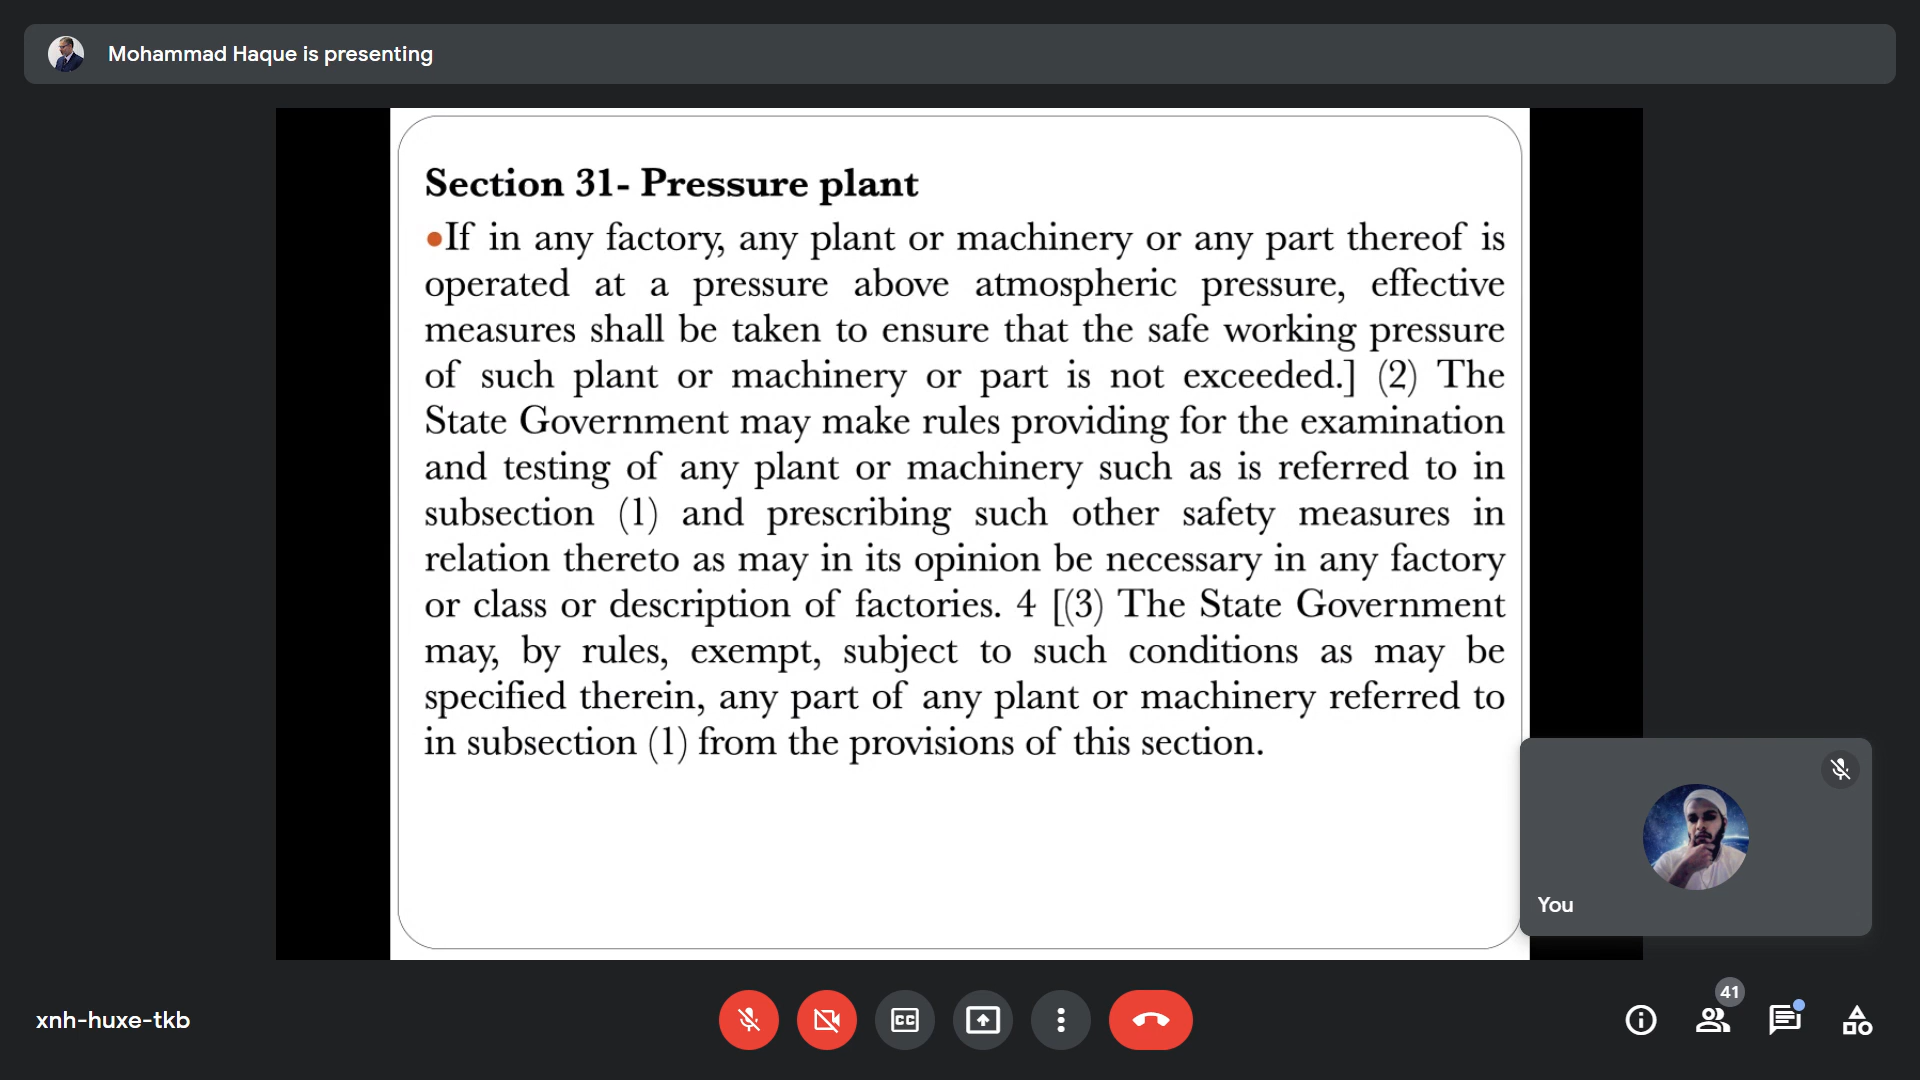 Mohammad Haque is presenting
Section 31- Pressure plant
•If in any factory, any plant or machinery or any part thereof is
operated at a pressure above atmospheric pressure, effective
measures shall be taken to ensure that the safe working pressure
of such plant or machinery or part is not exceeded.] (2) The
State Government may make rules providing for the examination
and testing of any plant or machinery such as is referred to in
subsection (1) and prescribing such other safety measures in
relation thereto as may in its opinion be necessary in any factory
or class or description of factories. 4 [(3) The State Government
may, by rules, exempt, subject to such conditions as may be
specified therein, any part of any plant or machinery referred to
in subsection (1) from the provisions of this section.
You
xnh-huxe-tkb
CC
41